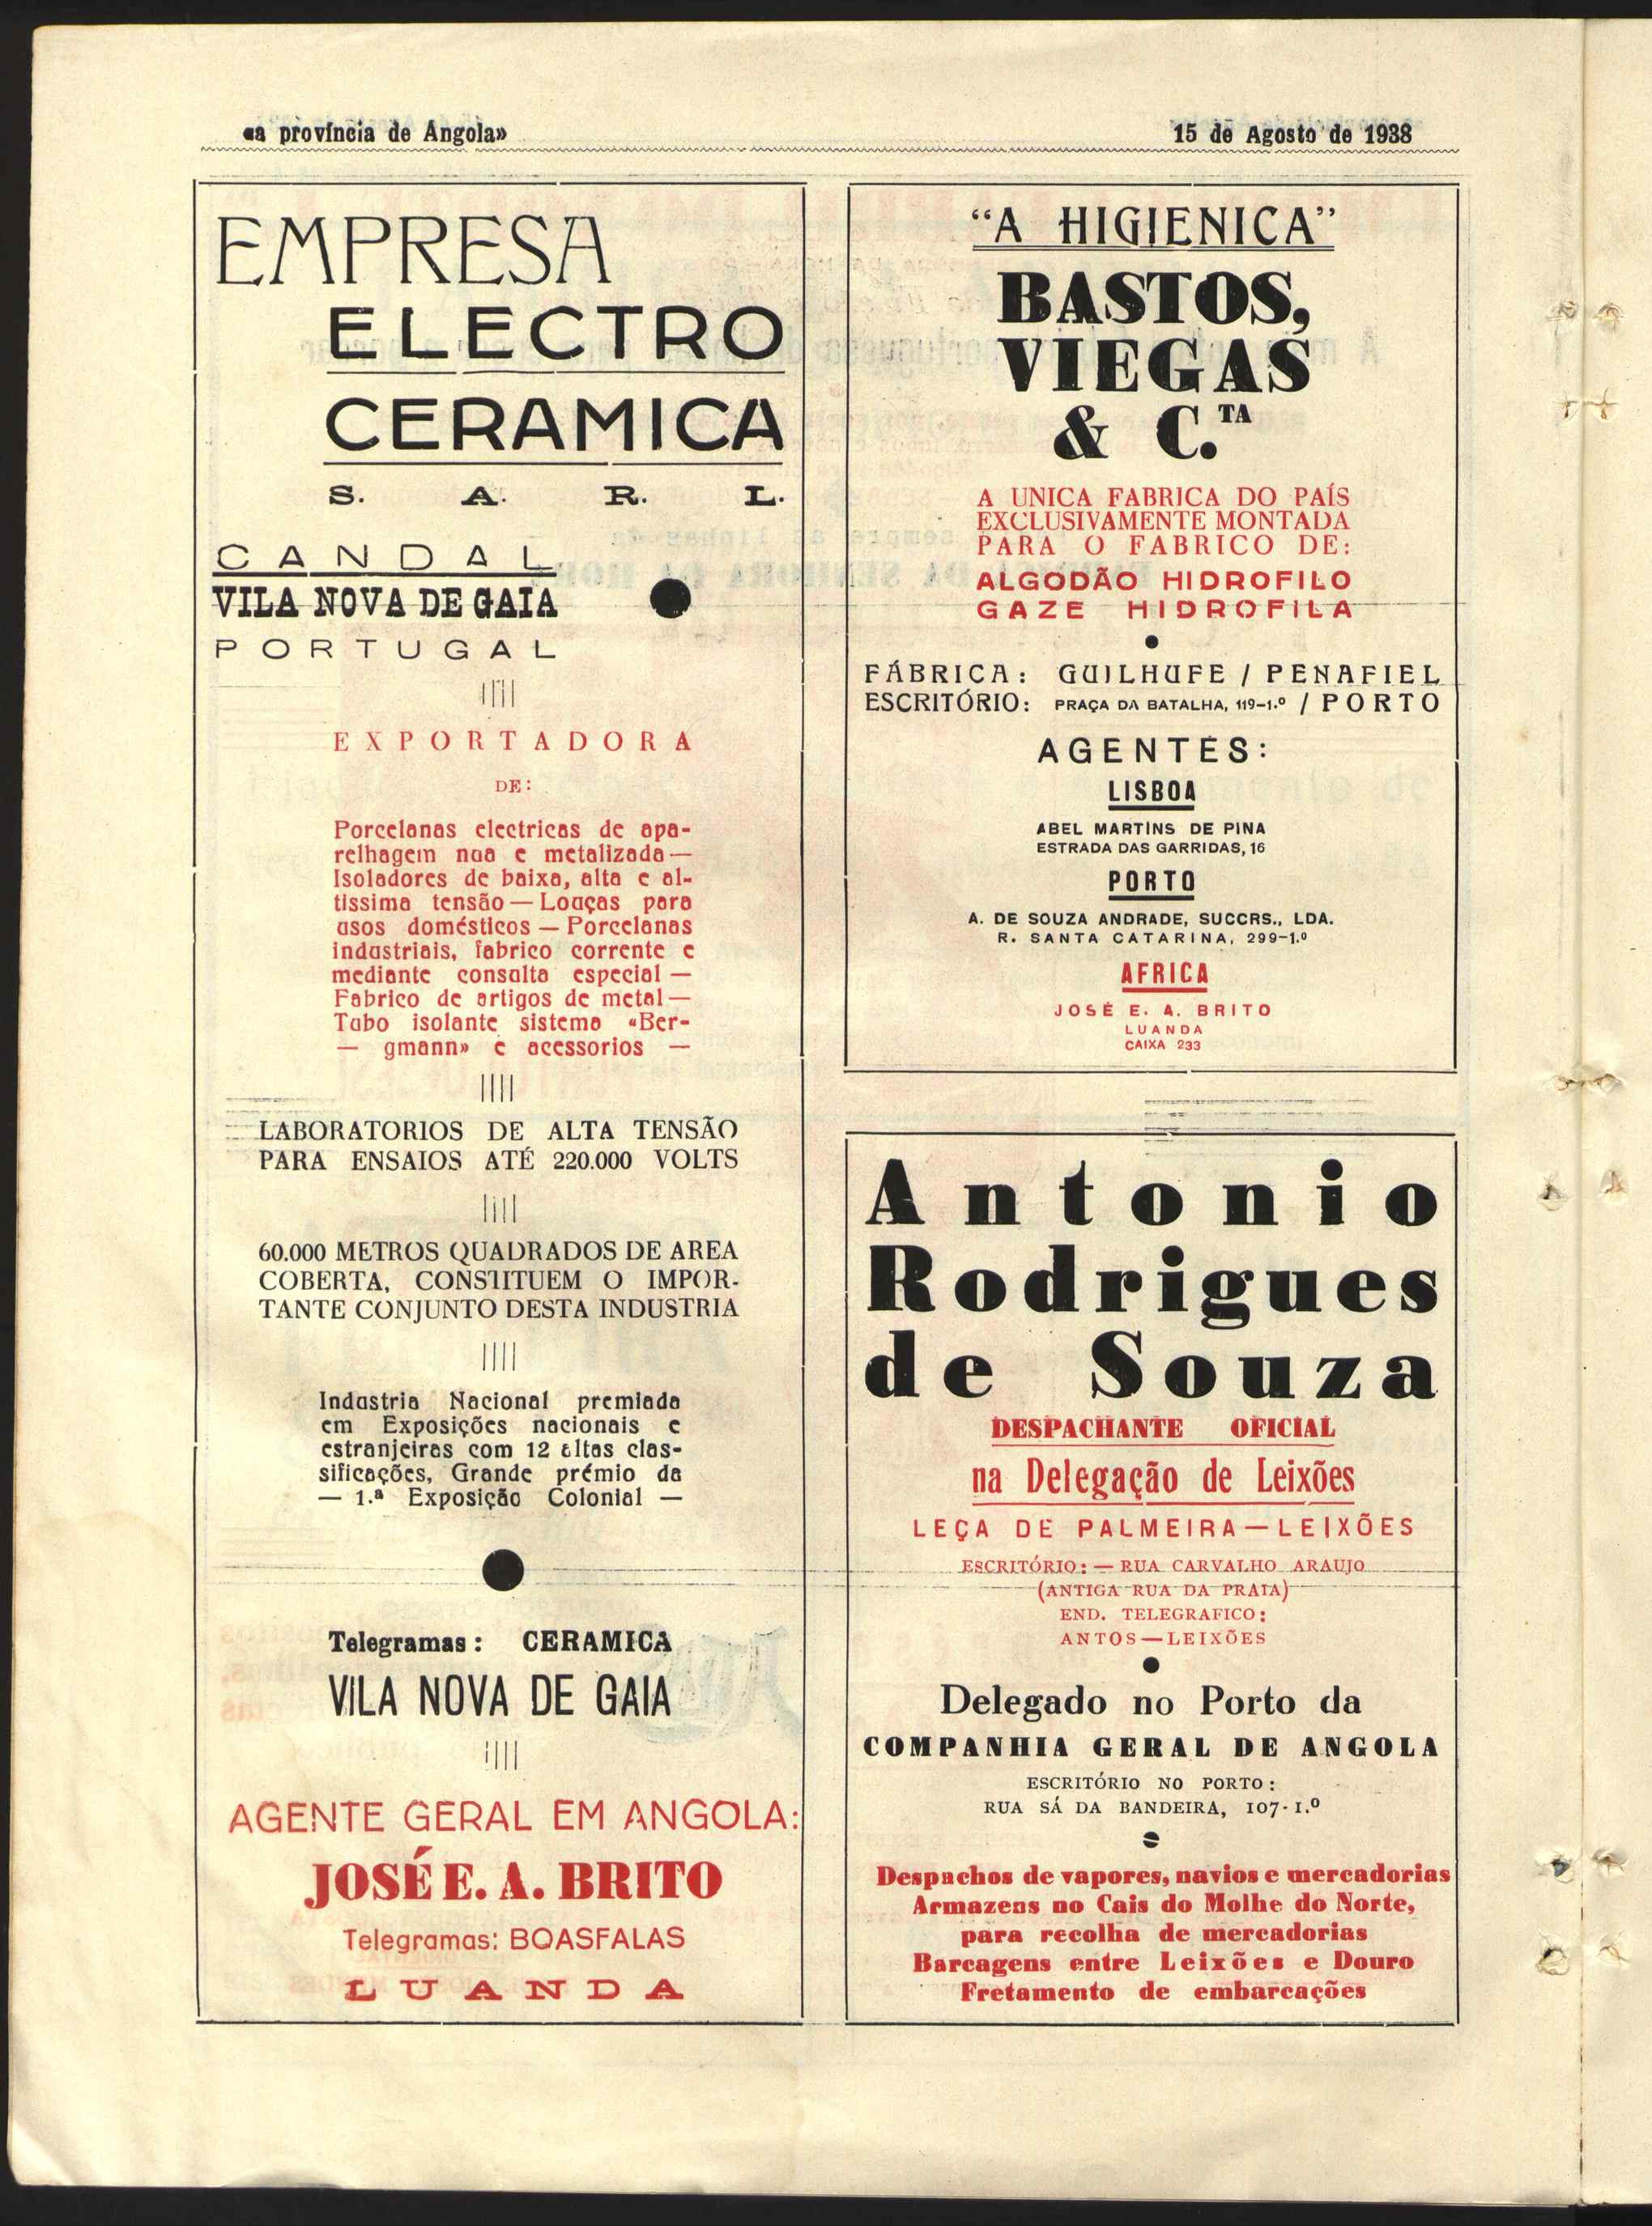 «a província de Angola»
15 de Agosto de 1938
EMPRESA
ELECTRO
CERAMICA
S. A. R. L.
CANDAL
VILA NOVA DE GAIA
PORTUGAL
EXPORTADORA
DE:
Porcelanas electricas de apa-
relhagem nua e metalizada —
Isoladores de baixa, alta e al-
tissima tensão — Louças para
usos domésticos — Porcelanas
industriais, fabrico corrente e
mediante consulta especial —
Fabrico de artigos de metal —
Tubo isolante sistema «Ber-
— gmann» e acessorios —
LABORATORIOS DE ALTA TENSÃO
PARA ENSAIOS ATÉ 220.000 VOLTS
60.000 METROS QUADRADOS DE AREA
COBERTA, CONSTITUEM O IMPOR-
TANTE CONJUNTO DESTA INDUSTRIA
Industria Nacional premiada
em Exposições nacionais e
estranjeiras com 12 altas clas-
sificações, Grande prémio da
— 1.ª Exposição Colonial —
Telegramas: CERAMICA
VILA NOVA DE GAIA
AGENTE GERAL EM ANGOLA:
JOSÉ E. A. BRITO
Telegramas: BOASFALAS
LUANDA
“A HIGIENICA”
BASTOS,
VIEGAS
& C.TA
A UNICA FABRICA DO PAÍS
EXCLUSIVAMENTE MONTADA
PARA O FABRICO DE:
ALGODÃO HIDROFILO
GAZE HIDROFILA
FÁBRICA: GUILHUFE / PENAFIEL
ESCRITÓRIO: PRAÇA DA BATALHA, 119-1.º / PORTO
AGENTES:
LISBOA
ABEL MARTINS DE PINA
ESTRADA DAS GARRIDAS, 16
PORTO
A. DE SOUZA ANDRADE, SUCCRS., LDA.
R. SANTA CATARINA, 299-1.º
AFRICA
JOSÉ E. A. BRITO
LUANDA
CAIXA 233
Antonio
Rodrigues
de Souza
DESPACHANTE OFICIAL
na Delegação de Leixões
LEÇA DE PALMEIRA — LEIXÕES
ESCRITÓRIO: — RUA CARVALHO ARAUJO
(ANTIGA RUA DA PRAIA)
END. TELEGRAFICO:
ANTOS — LEIXÕES
Delegado no Porto da
COMPANHIA GERAL DE ANGOLA
ESCRITÓRIO NO PORTO:
RUA SÁ DA BANDEIRA, 107-1.º
Despachos de vapores, navios e mercadorias
Armazens no Cais do Molhe do Norte,
para recolha de mercadorias
Barcagens entre Leixões e Douro
Fretamento de embarcações